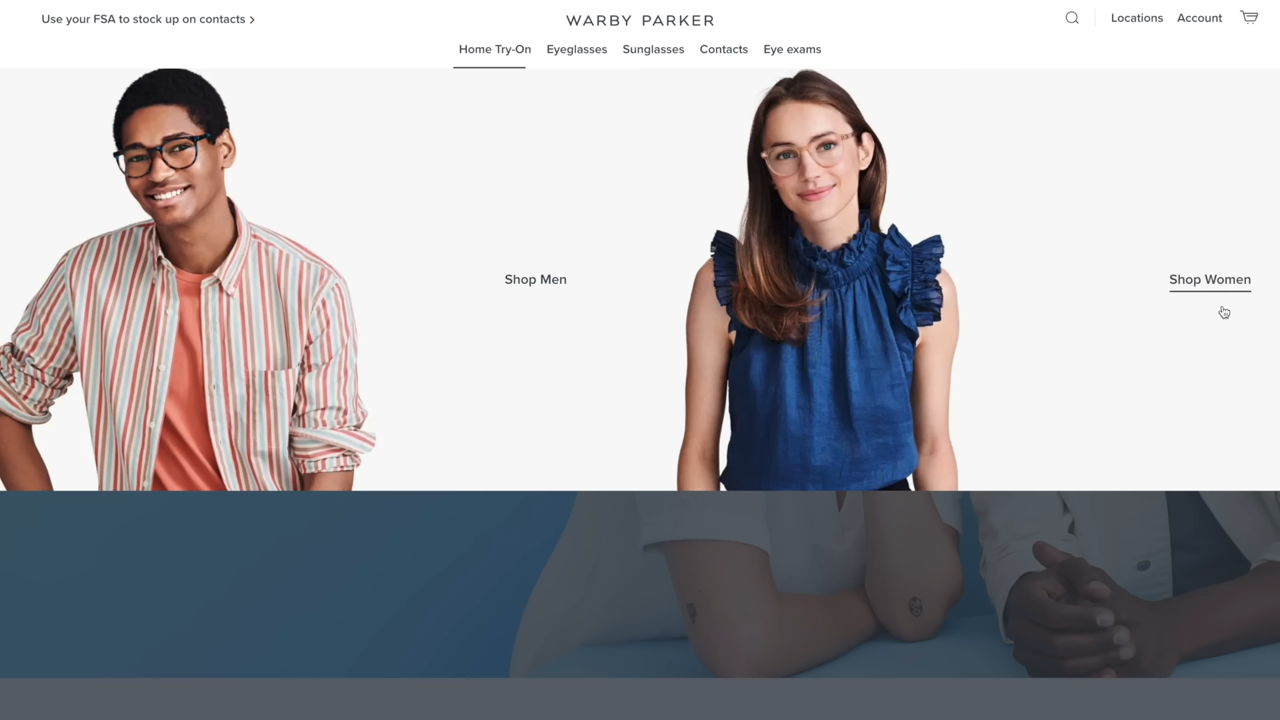 Use your FSA to stock up on contacts >
WARBY PARKER
Locations Account
Home Try-On Eyeglasses Sunglasses Contacts Eye exams
Shop Men
Shop Women